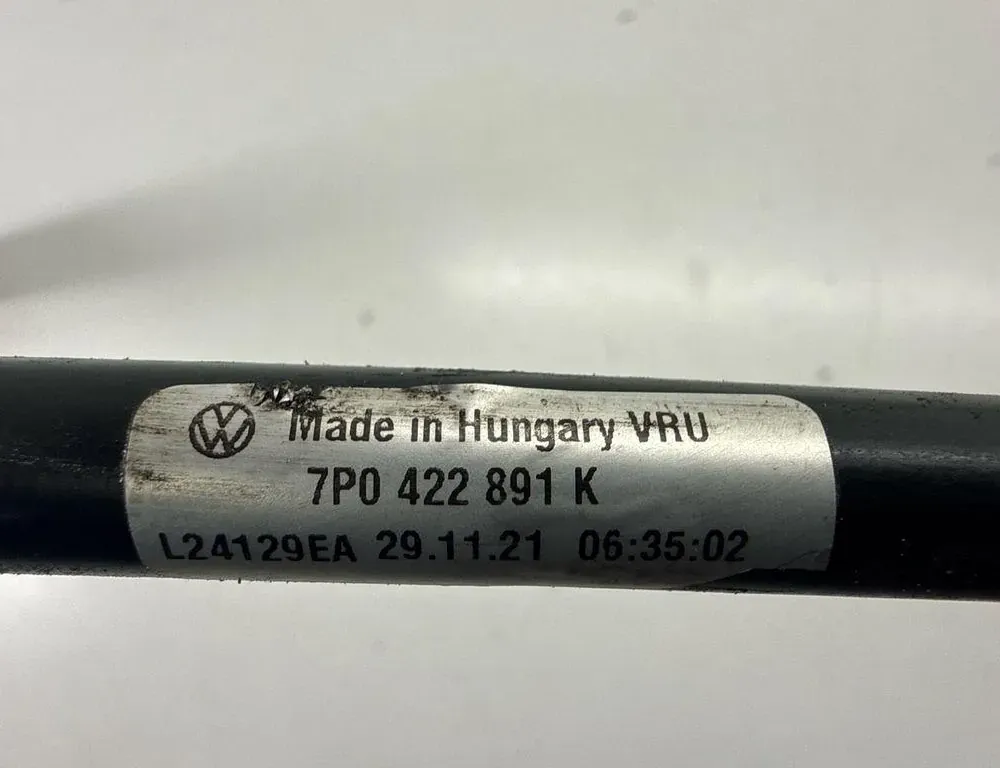 Made in Hungary VRU
7P0 422 891 K
L24129EA 29.11.21 06:35:02